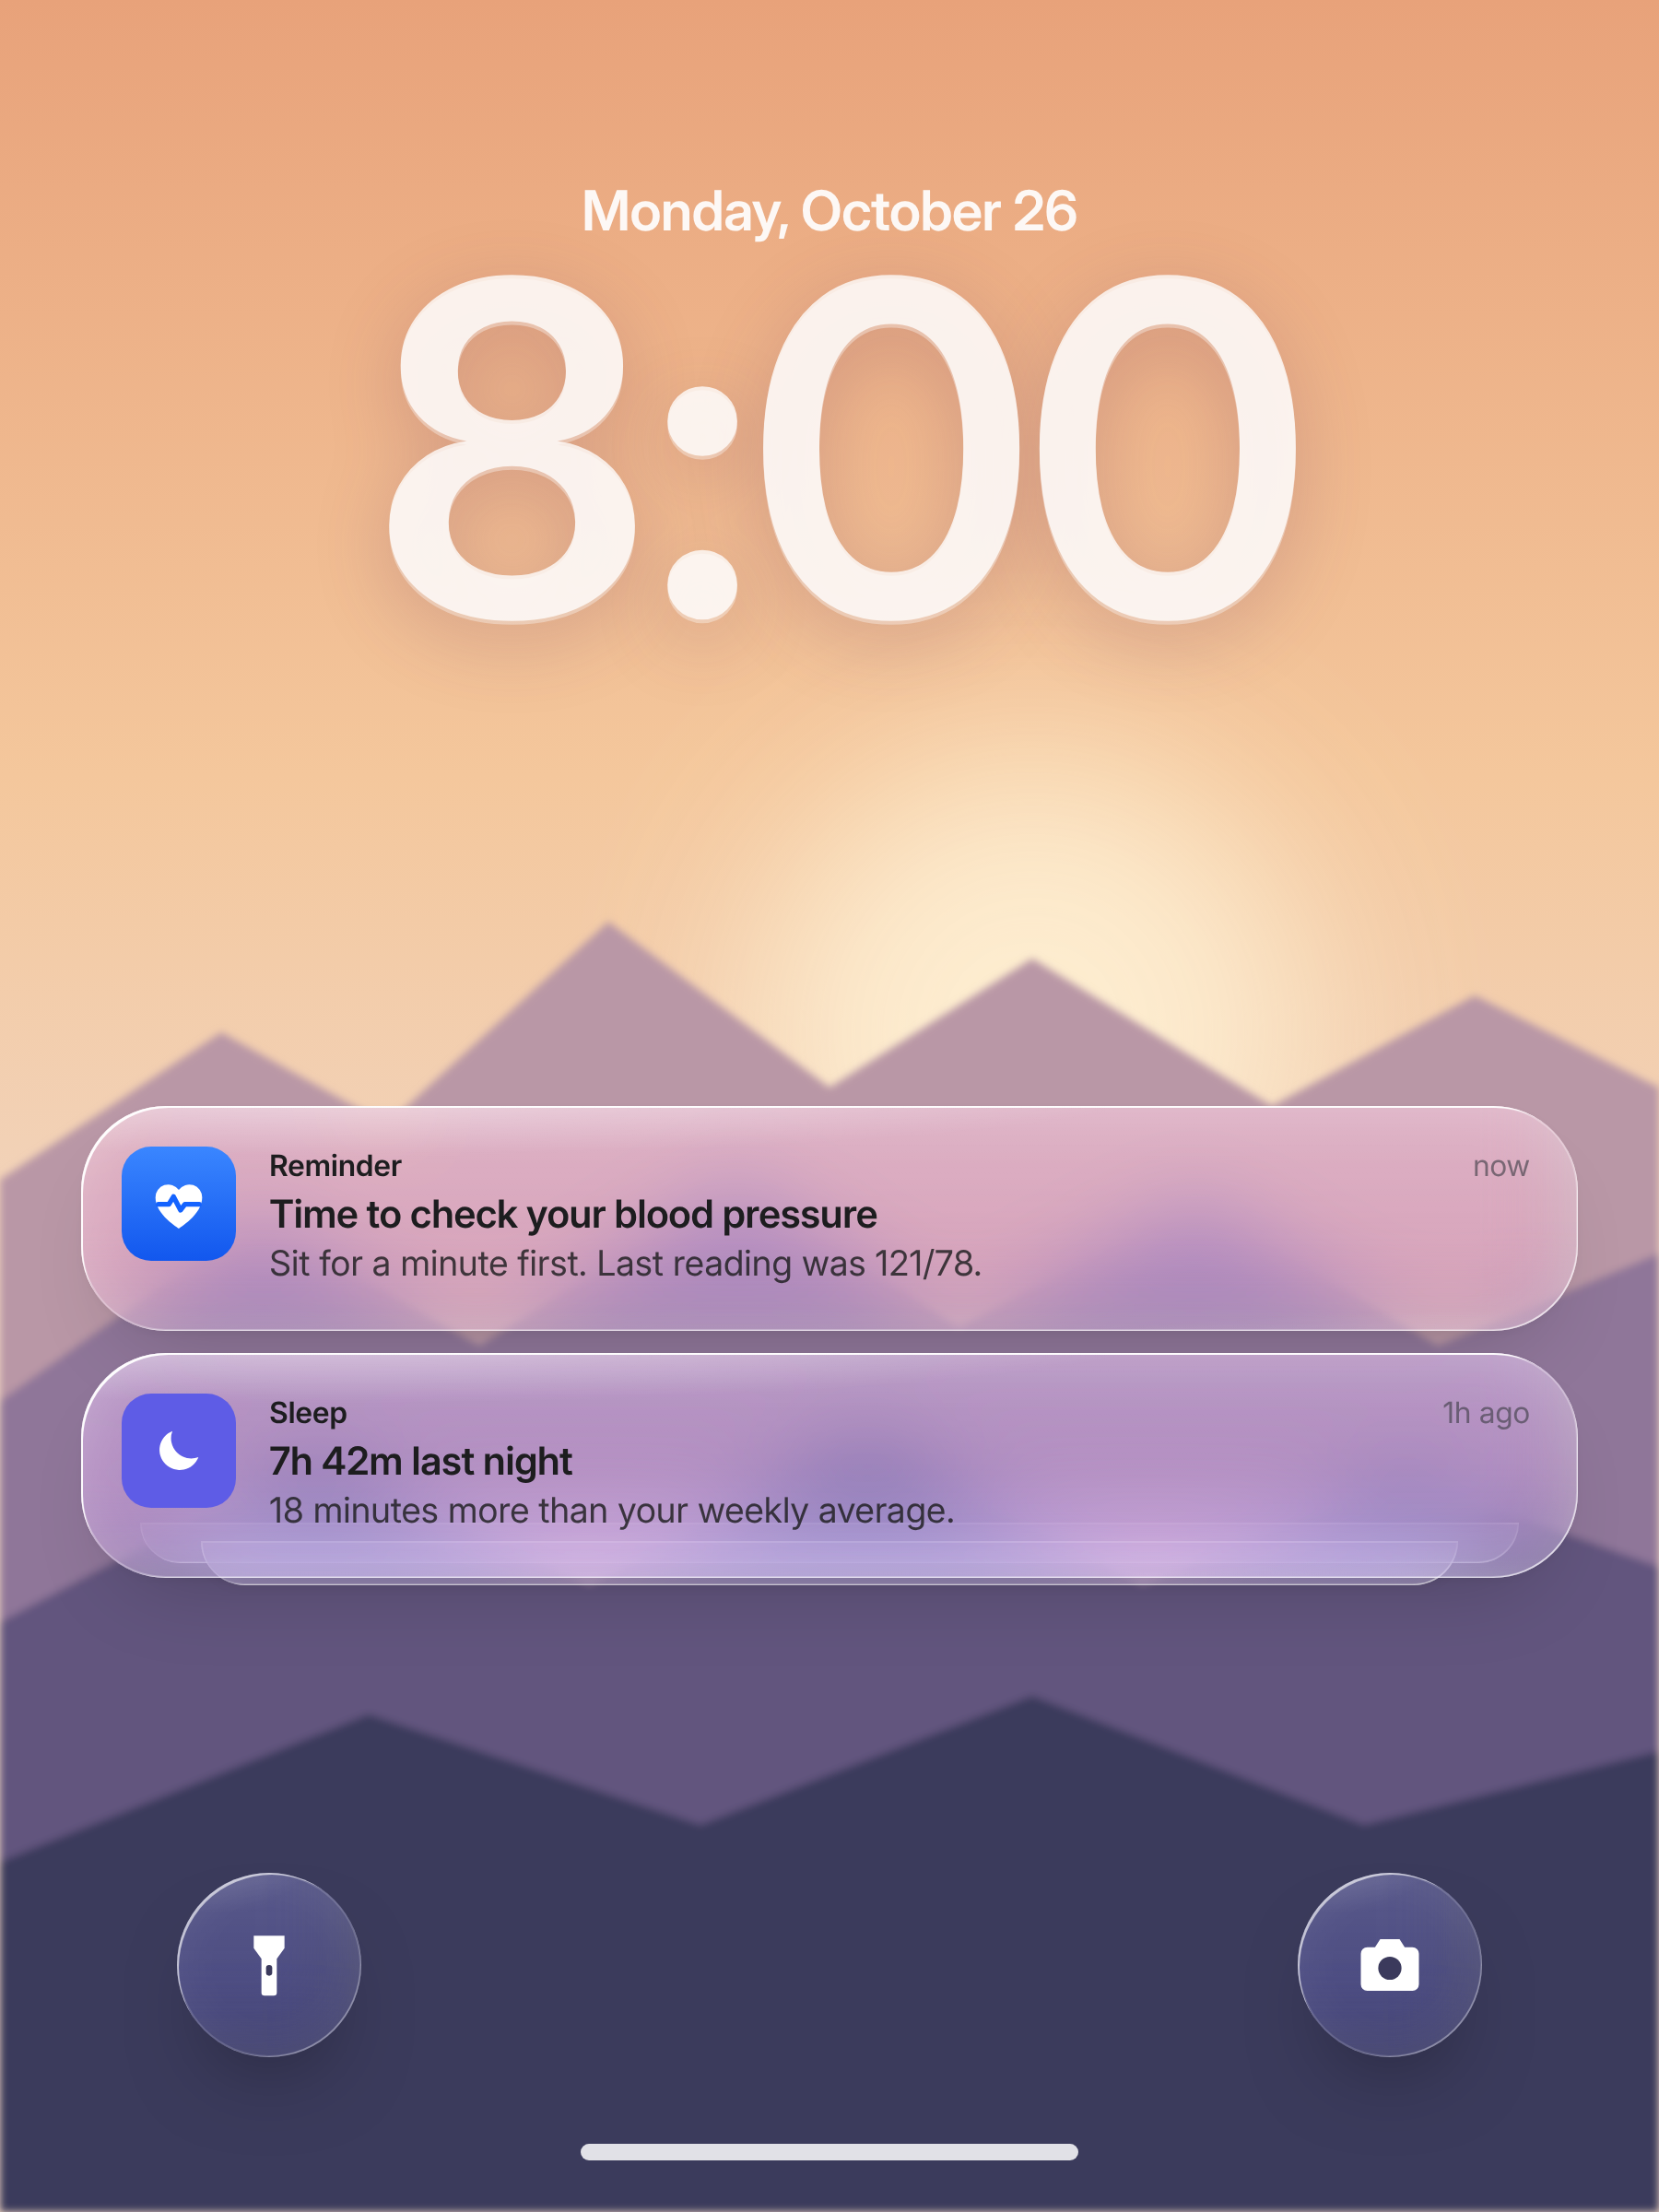 Monday, October 26
8:00
Reminder
now
Time to check your blood pressure
Sit for a minute first. Last reading was 121/78.
Sleep
1h ago
7h 42m last night
18 minutes more than your weekly average.